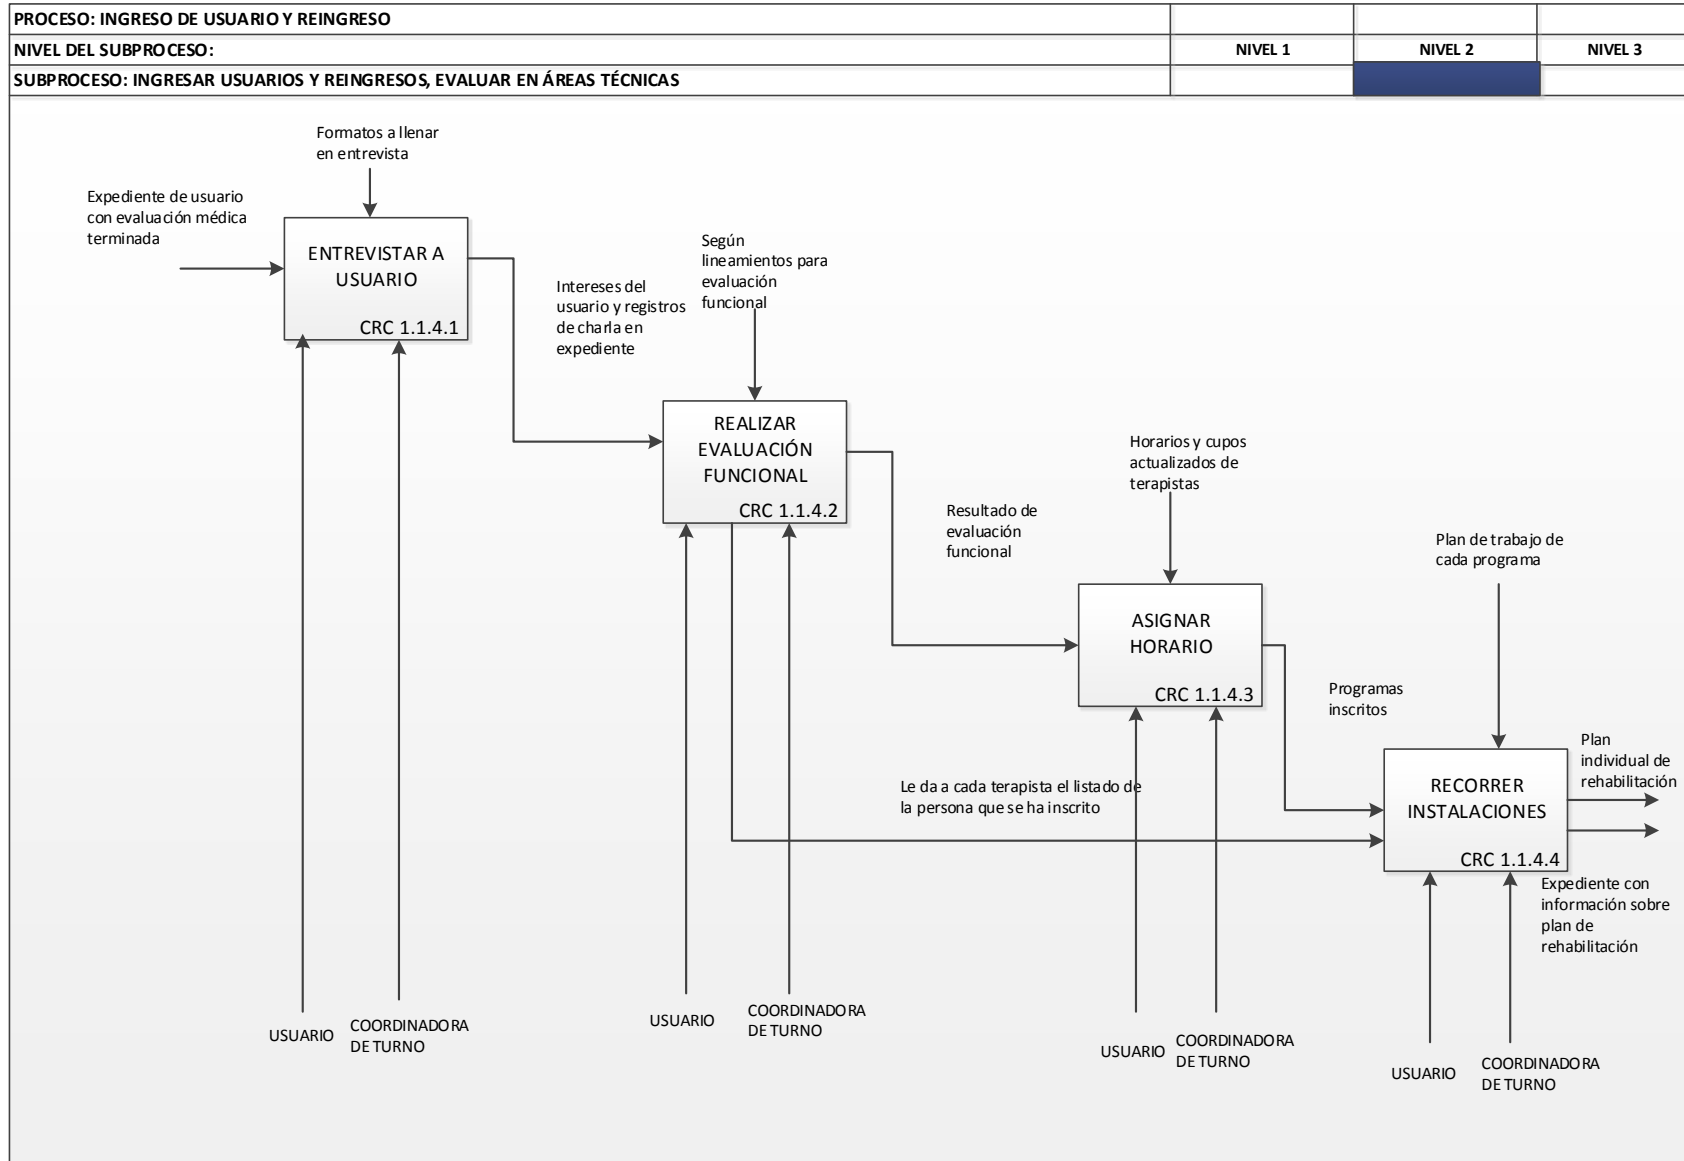 PROCESO: INGRESO DE USUARIO Y REINGRESO
NIVEL DEL SUBPROCESO:
NIVEL 1
NIVEL 2
NIVEL 3
SUBPROCESO: INGRESAR USUARIOS Y REINGRESOS, EVALUAR EN ÁREAS TÉCNICAS
Formatos a llenar
en entrevista
Expediente de usuario
con evaluación médica
terminada
ENTREVISTAR A
USUARIO
CRC 1.1.4.1
Intereses del
usuario y registros
de charla en
expediente
Según
lineamientos para
evaluación
funcional
REALIZAR
EVALUACIÓN
FUNCIONAL
CRC 1.1.4.2
Resultado de
evaluación
funcional
Horarios y cupos
actualizados de
terapistas
ASIGNAR
HORARIO
CRC 1.1.4.3
Plan de trabajo de
cada programa
Programas
inscritos
Le da a cada terapista el listado de
la persona que se ha inscrito
RECORRER
INSTALACIONES
CRC 1.1.4.4
Plan
individual de
rehabilitación
Expediente con
información sobre
plan de
rehabilitación
USUARIO
COORDINADORA
DE TURNO
USUARIO
COORDINADORA
DE TURNO
USUARIO
COORDINADORA
DE TURNO
USUARIO
COORDINADORA
DE TURNO